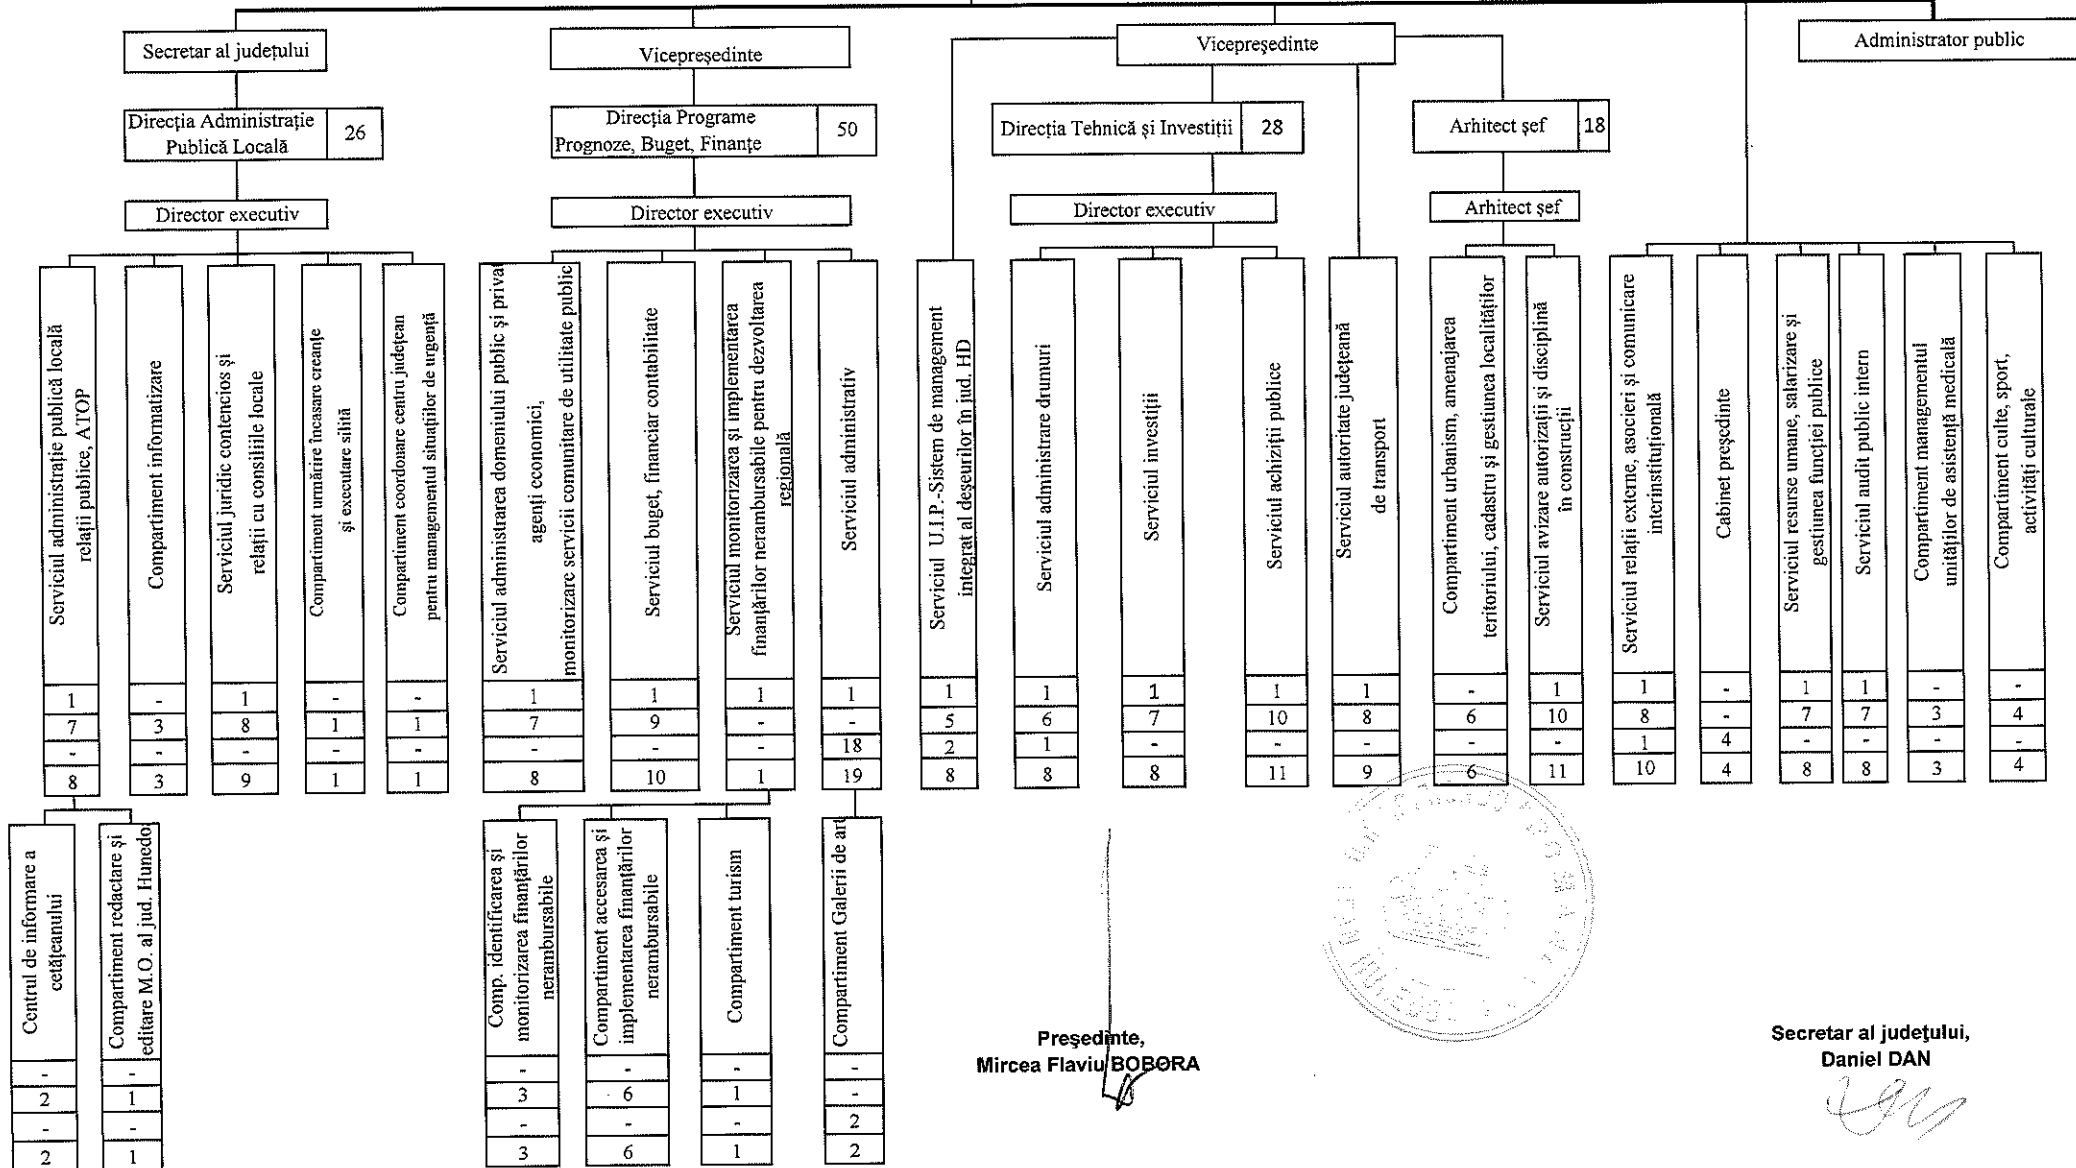 Secretar al județului
Vicepreședinte
Vicepreședinte
Administrator public
Direcția Administrație
Publică Locală
26
Direcția Programe
Prognoze, Buget, Finanțe
50
Direcția Tehnică și Investiții
28
Arhitect șef
18
Director executiv
Director executiv
Director executiv
Arhitect șef
Serviciul administrație publică locală
relații publice, ATOP
1
7
-
8
Compartiment informatizare
-
3
-
3
Serviciul juridic contencios și
relații cu consiliile locale
1
8
-
9
Compartiment urmărire încasare creanțe
și executare silită
-
1
-
1
Compartiment coordonare centru județean
pentru managementul situațiilor de urgență
-
1
-
1
Serviciul administrarea domeniului public și priva
agenți economici,
monitorizare servicii comunitare de utilitate public
1
7
-
8
Serviciul buget, financiar contabilitate
1
9
-
10
Serviciul monitorizarea și implementarea
finanțărilor nerambursabile pentru dezvoltarea
regională
1
-
-
1
Serviciul administrativ
1
-
18
19
Serviciul U.I.P.-Sistem de management
integrat al deșeurilor în jud. HD
1
5
2
8
Serviciul administrare drumuri
1
6
1
8
Serviciul investiții
1
7
-
8
Serviciul achiziții publice
1
10
-
11
Serviciul autoritate județeană
de transport
1
8
-
9
Compartiment urbanism, amenajarea
teritoriului, cadastru și gestiunea localităților
-
6
-
6
Serviciul avizare autorizații și disciplină
în construcții
1
10
-
11
Serviciul relații externe, asocieri și comunicare
interinstituțională
1
8
1
10
Cabinet președinte
-
-
4
4
Serviciul resurse umane, salarizare și
gestiunea funcției publice
1
7
-
8
Serviciul audit public intern
1
7
-
8
Compartiment managementul
unităților de asistență medicală
-
3
-
3
Compartiment culte, sport,
activități culturale
-
4
-
4
Centrul de informare a
cetățeanului
-
2
-
2
Compartiment redactare și
editare M.O. al jud. Hunedo
-
1
-
1
Comp. identificarea și
monitorizarea finanțărilor
nerambursabile
-
3
-
3
Compartiment accesarea și
implementarea finanțărilor
nerambursabile
-
6
-
6
Compartiment turism
-
1
-
1
Compartiment Galerii de art
-
-
2
2
Președinte,
Mircea Flaviu BOBORA
Secretar al județului,
Daniel DAN